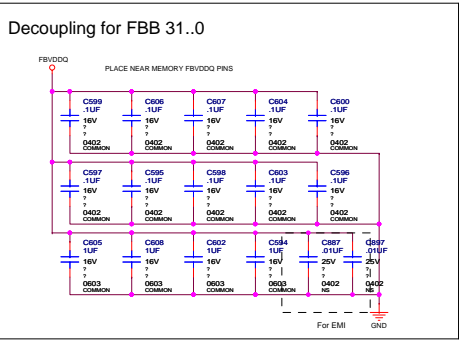 Decoupling for FBB 31..0
FBVDDQ
PLACE NEAR MEMORY FBVDDQ PINS
C599 C606 C607 C604 C600
.1UF .1UF .1UF .1UF .1UF
16V 16V 16V 16V 16V
? ? ? ? ?
? ? ? ? ?
0402 0402 0402 0402 0402
COMMON COMMON COMMON COMMON COMMON
C597 C595 C598 C603 C596
.1UF .1UF .1UF .1UF .1UF
16V 16V 16V 16V 16V
? ? ? ? ?
? ? ? ? ?
0402 0402 0402 0402 0402
COMMON COMMON COMMON COMMON COMMON
C605 C608 C602 C594 C887 C897
1UF 1UF 1UF 1UF .01UF .01UF
16V 16V 16V 16V 25V 25V
? ? ? ? ? ?
? ? ? ? ? ?
0603 0603 0603 0603 0402 0402
COMMON COMMON COMMON COMMON NS NS
For EMI GND